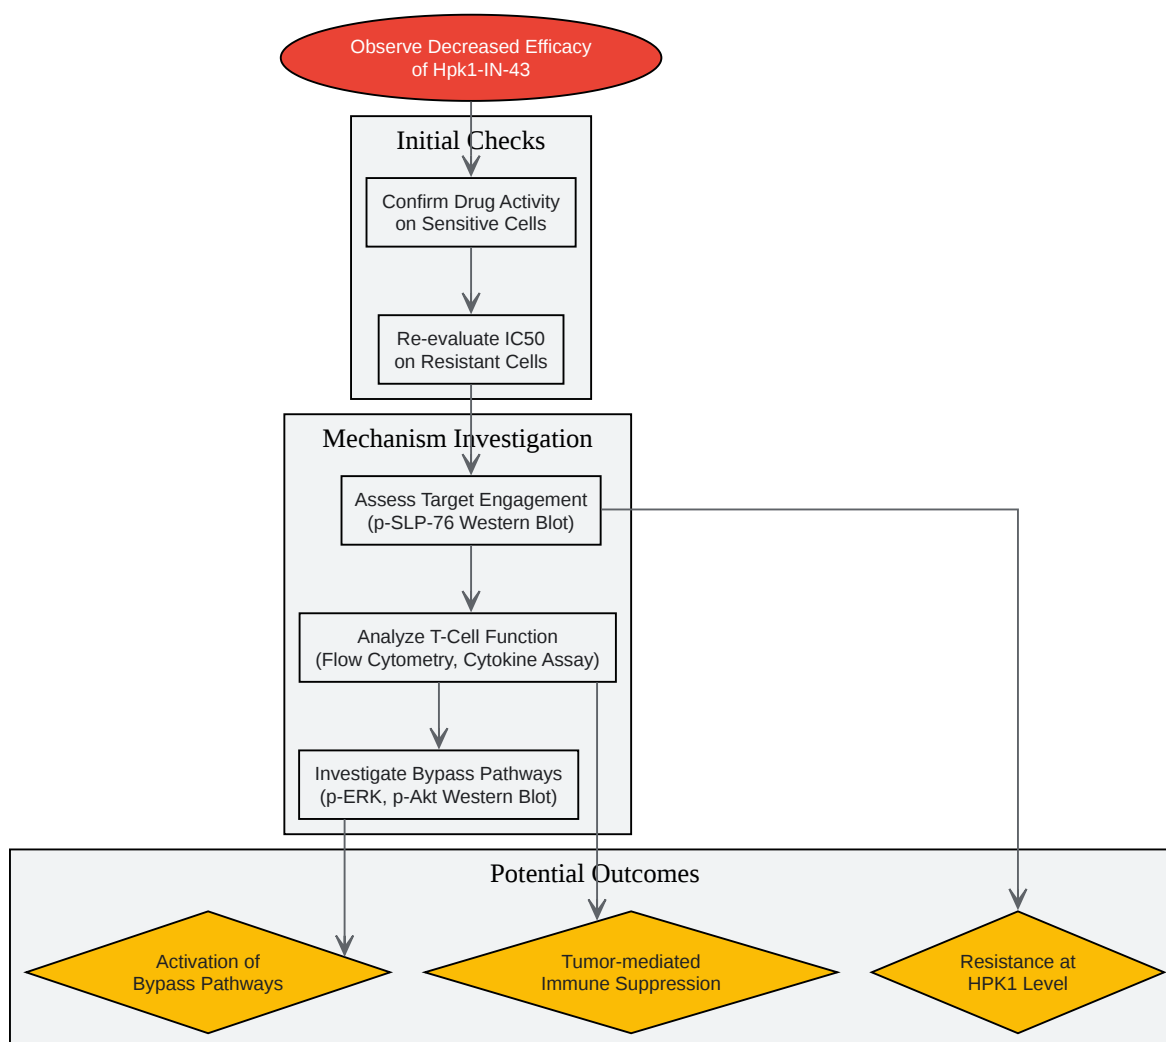 Observe Decreased Efficacy
of Hpk1-IN-43
Initial Checks
Confirm Drug Activity
on Sensitive Cells
Re-evaluate IC50
on Resistant Cells
Mechanism Investigation
Assess Target Engagement
(p-SLP-76 Western Blot)
Analyze T-Cell Function
(Flow Cytometry, Cytokine Assay)
Investigate Bypass Pathways
(p-ERK, p-Akt Western Blot)
Potential Outcomes
Activation of
Bypass Pathways
Tumor-mediated
Immune Suppression
Resistance at
HPK1 Level